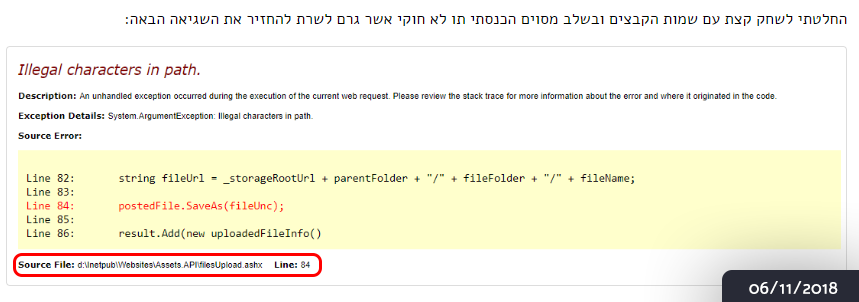 החלטתי לשחק קצת עם שמות הקבצים ובשלב מסוים הכנסתי תו לא חוקי אשר גרם לשרת להחזיר את השגיאה הבאה:
Illegal characters in path.
Description: An unhandled exception occurred during the execution of the current web request. Please review the stack trace for more information about the error and where it originated in the code.
Exception Details: System.ArgumentException: Illegal characters in path.
Source Error:
Line 82: string fileUrl = _storageRootUrl + parentFolder + "/" + fileFolder + "/" + fileName;
Line 83:
Line 84: postedFile.SaveAs(fileUnc);
Line 85:
Line 86: result.Add(new uploadedFileInfo()
Source File: d:\Inetpub\Websites\Assets.API\filesUpload.ashx Line: 84
06/11/2018